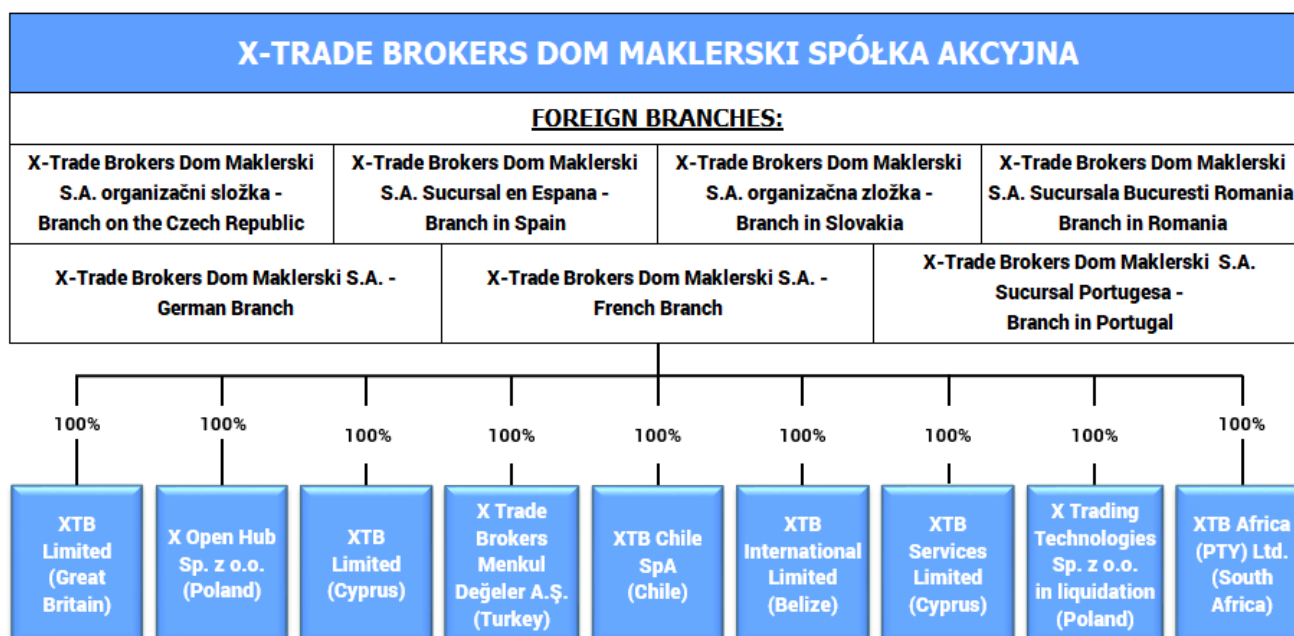 X-TRADE BROKERS DOM MAKLERSKI SPÓŁKA AKCYJNA
FOREIGN BRANCHES:
X-Trade Brokers Dom Maklerski
S.A. organizačni složka -
Branch on the Czech Republic
X-Trade Brokers Dom Maklerski
S.A. Sucursal en Espana -
Branch in Spain
X-Trade Brokers Dom Maklerski
S.A. organizačna zložka -
Branch in Slovakia
X-Trade Brokers Dom Maklerski
S.A. Sucursala Bucuresti Romania
Branch in Romania
X-Trade Brokers Dom Maklerski S.A. -
German Branch
X-Trade Brokers Dom Maklerski S.A. -
French Branch
X-Trade Brokers Dom Maklerski S.A.
Sucursal Portugesa -
Branch in Portugal
100%
100%
100%
100%
100%
100%
100%
100%
100%
XTB
Limited
(Great
Britain)
X Open Hub
Sp. z o.o.
(Poland)
XTB
Limited
(Cyprus)
X Trade
Brokers
Menkul
Değeler A.Ş.
(Turkey)
XTB Chile
SpA
(Chile)
XTB
International
Limited
(Belize)
XTB
Services
Limited
(Cyprus)
X Trading
Technologies
Sp. z o.o.
in liquidation
(Poland)
XTB Africa
(PTY) Ltd.
(South
Africa)